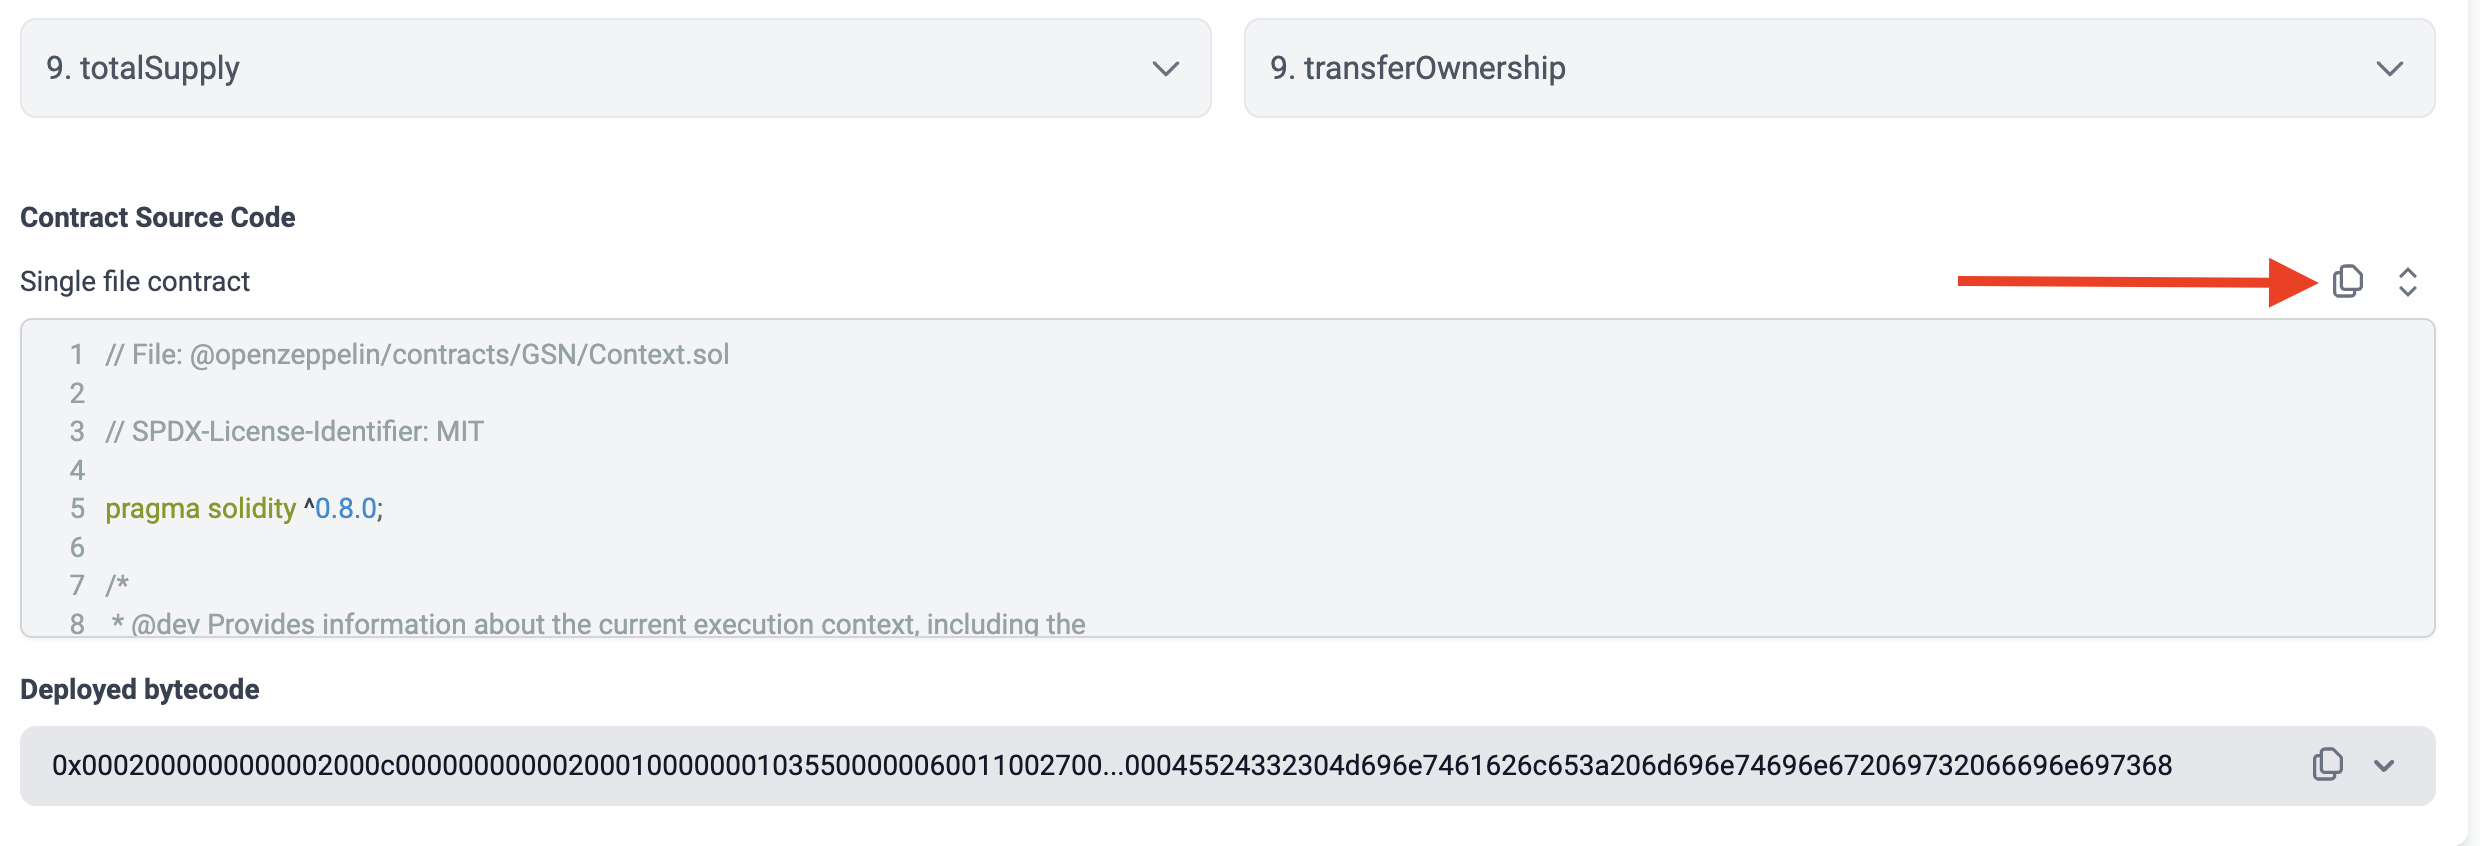 9. totalSupply
9. transferOwnership
Contract Source Code
Single file contract
1 // File: @openzeppelin/contracts/GSN/Context.sol
2
3 // SPDX-License-Identifier: MIT
4
5 pragma solidity ^0.8.0;
6
7 /*
8 * @dev Provides information about the current execution context, including the
Deployed bytecode
0x0002000000000002000c000000000002000100000001035500000060011002700...00045524332304d696e7461626c653a206d696e74696e672069732066696e697368